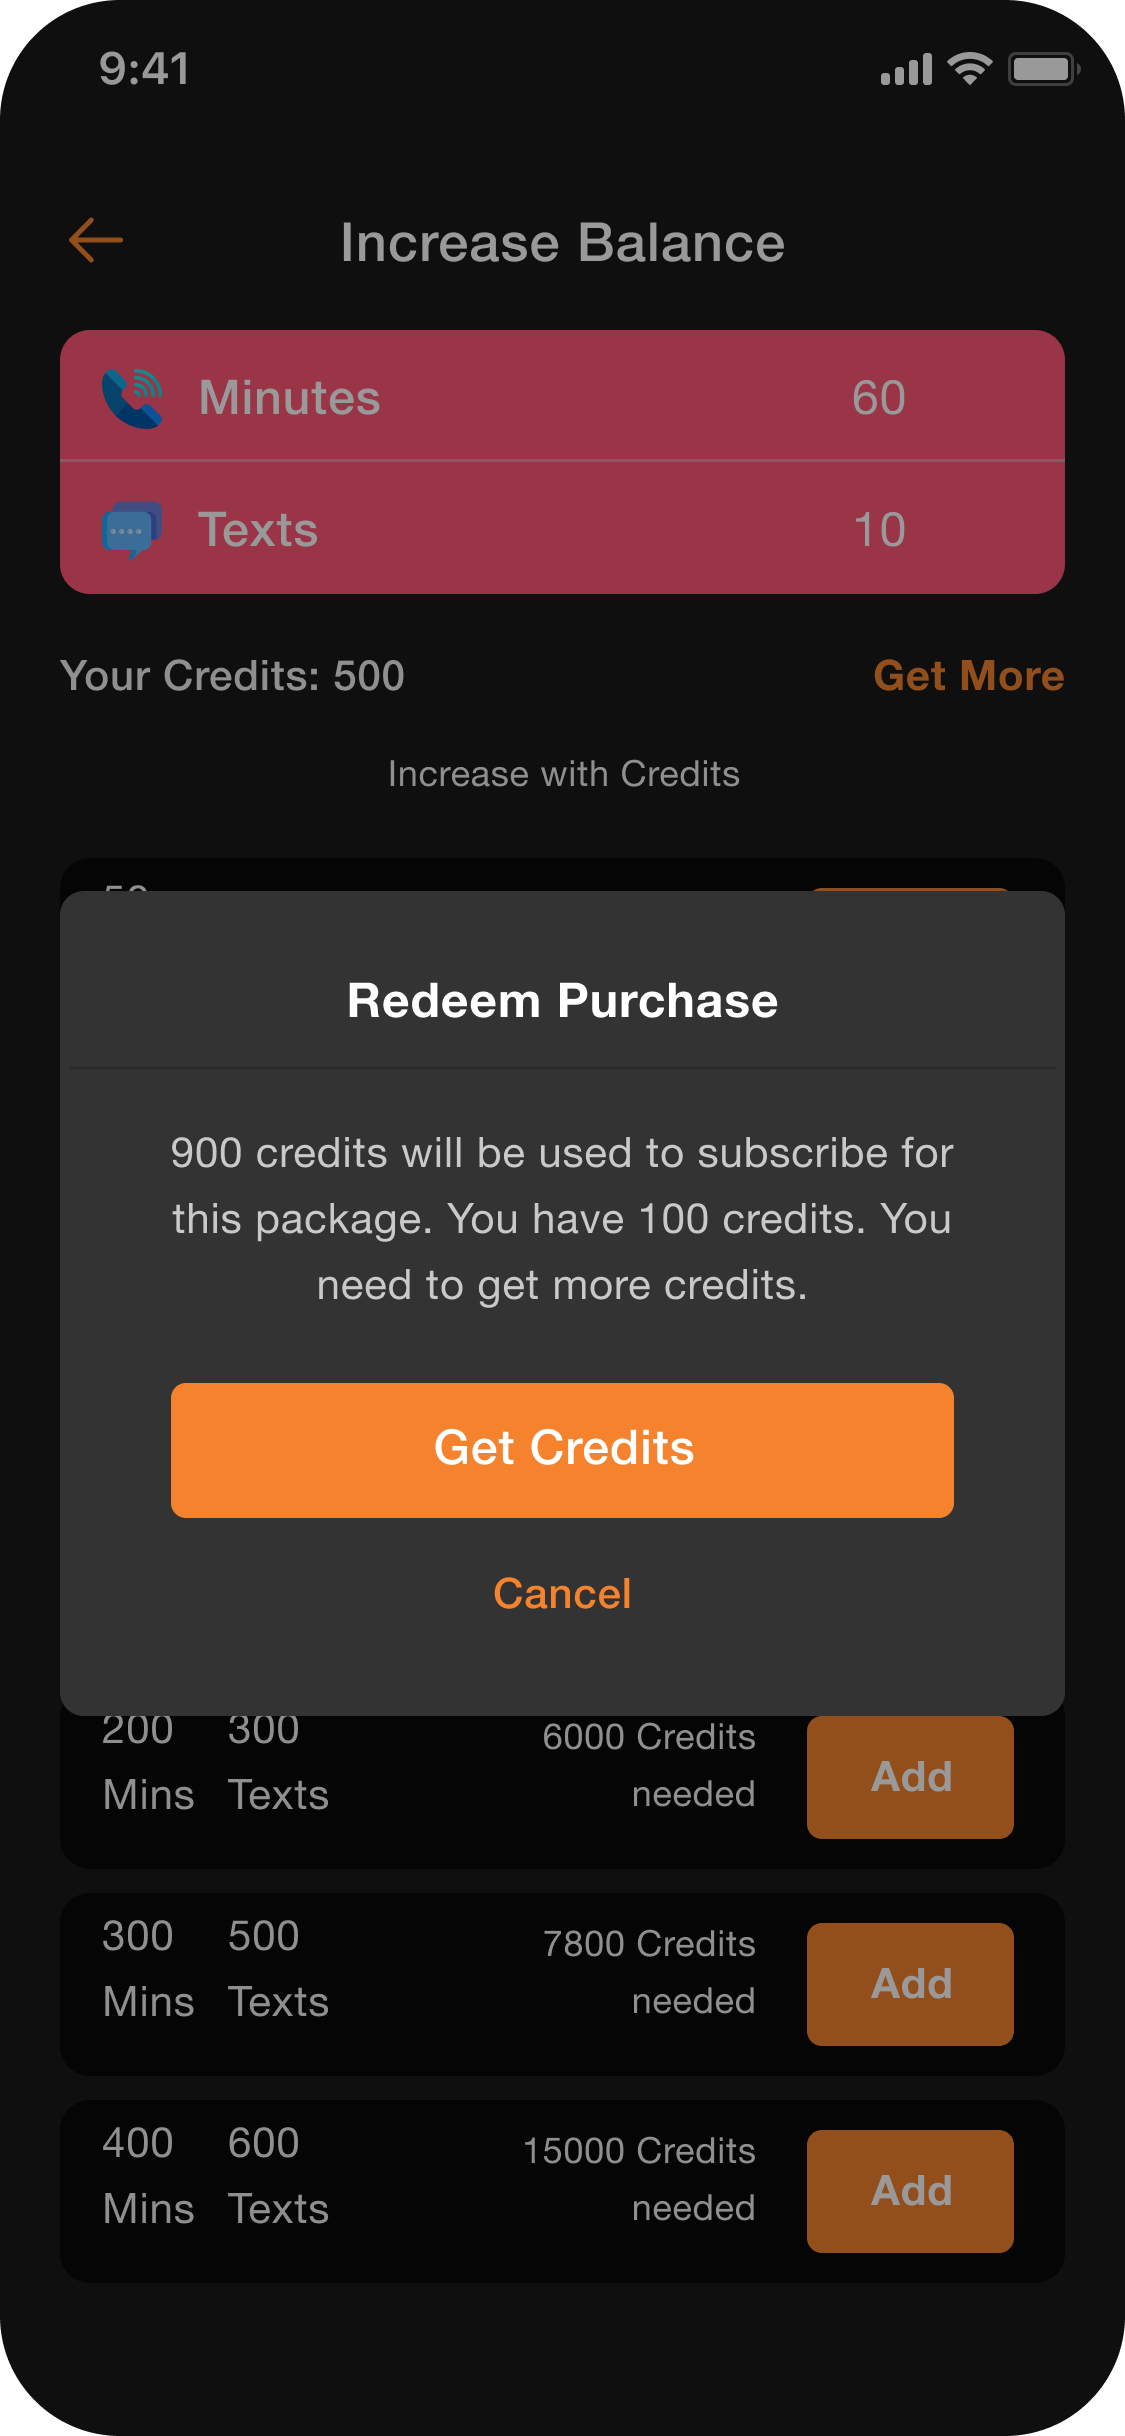 9:41
Increase Balance
Minutes 60
Texts 10
Your Credits: 500 Get More
Increase with Credits
Redeem Purchase
900 credits will be used to subscribe for
this package. You have 100 credits. You
need to get more credits.
Get Credits
Cancel
200 300 6000 Credits
Mins Texts needed
Add
300 500 7800 Credits
Mins Texts needed
Add
400 600 15000 Credits
Mins Texts needed
Add